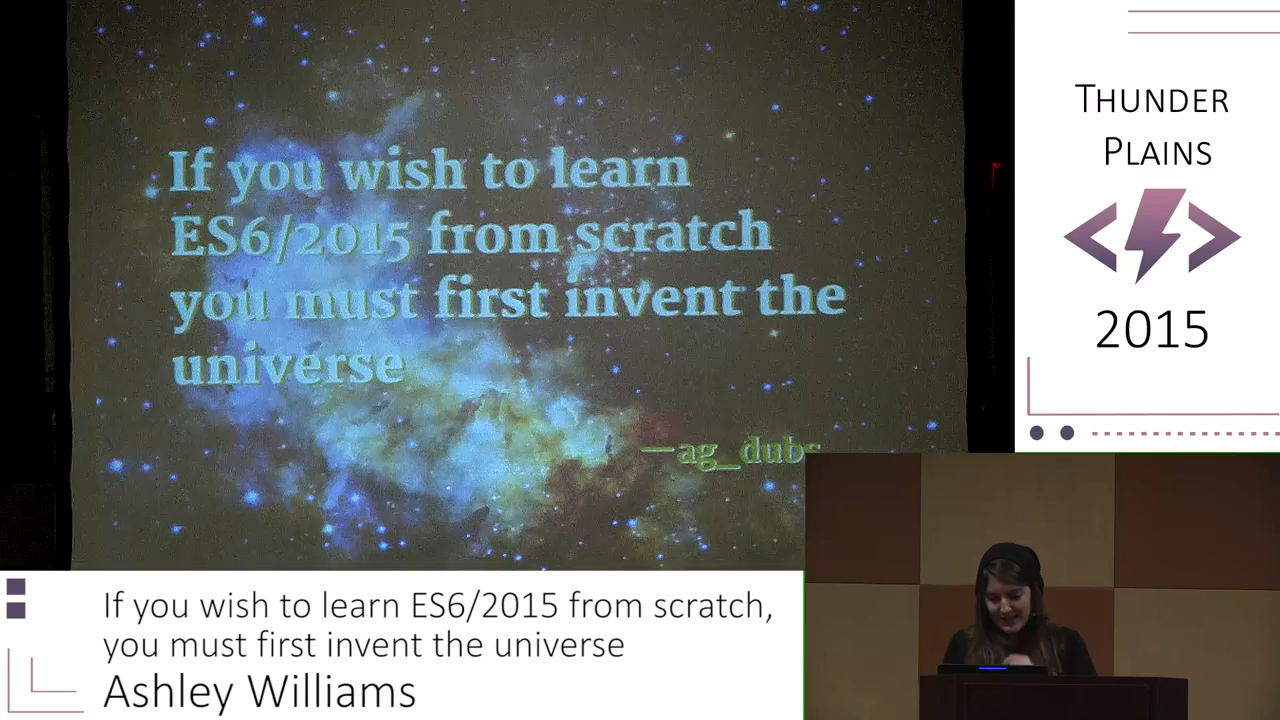 If you wish to learn
ES6/2015 from scratch
you must first invent the
universe
—ag_dubs
THUNDER
PLAINS
2015
If you wish to learn ES6/2015 from scratch,
you must first invent the universe
Ashley Williams